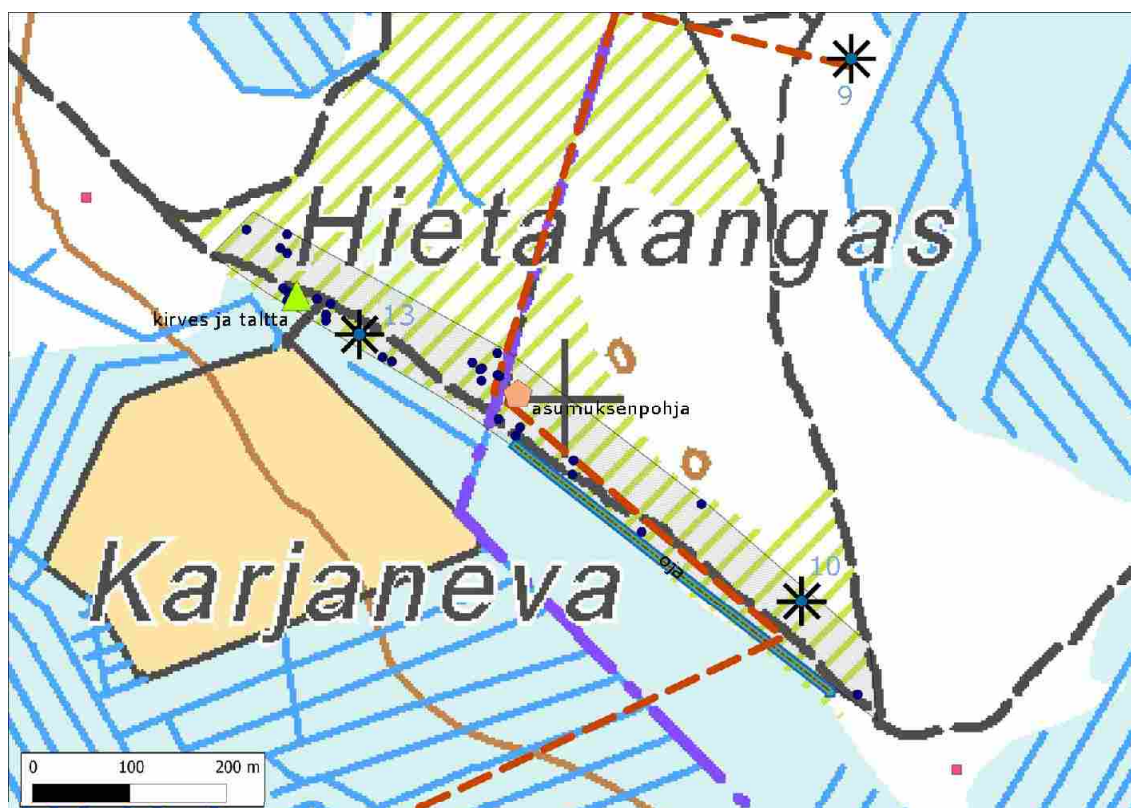 9
Hietakangas
13
kirves ja taltta
asumuksenpohja
oja
10
Karjaneva
0 100 200 m